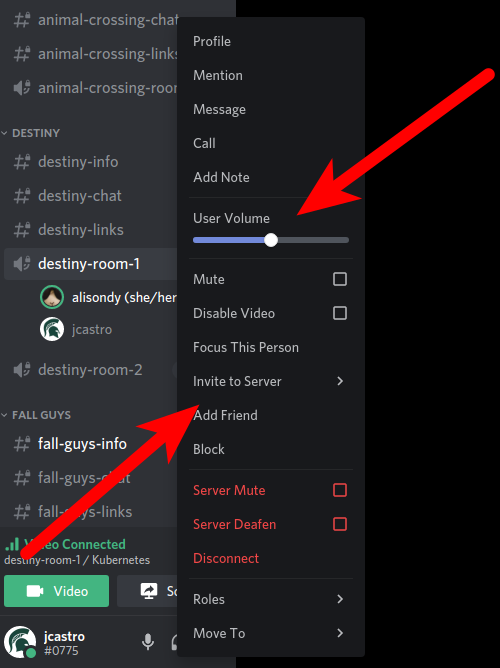 animal-crossing-chat
animal-crossing-links
animal-crossing-room
DESTINY
destiny-info
destiny-chat
destiny-links
destiny-room-1
alisondy (she/her
jcastro
destiny-room-2
FALL GUYS
fall-guys-info
fall-guys-chat
fall-guys-links
Video Connected
destiny-room-1 / Kubernetes
Video
Sc
jcastro
#0775
Profile
Mention
Message
Call
Add Note
User Volume
Mute
Disable Video
Focus This Person
Invite to Server
Add Friend
Block
Server Mute
Server Deafen
Disconnect
Roles
Move To